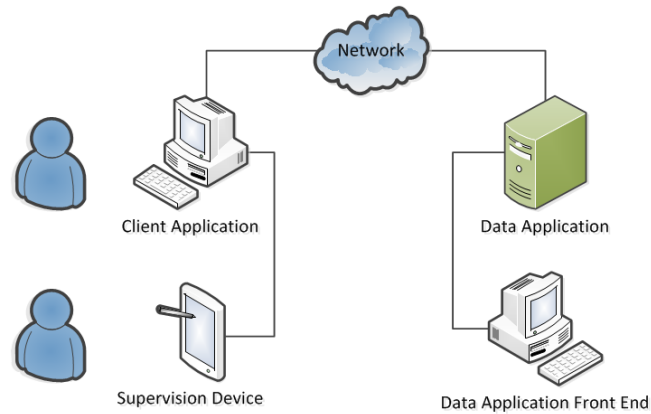 Network
Client Application
Data Application
Supervision Device
Data Application Front End